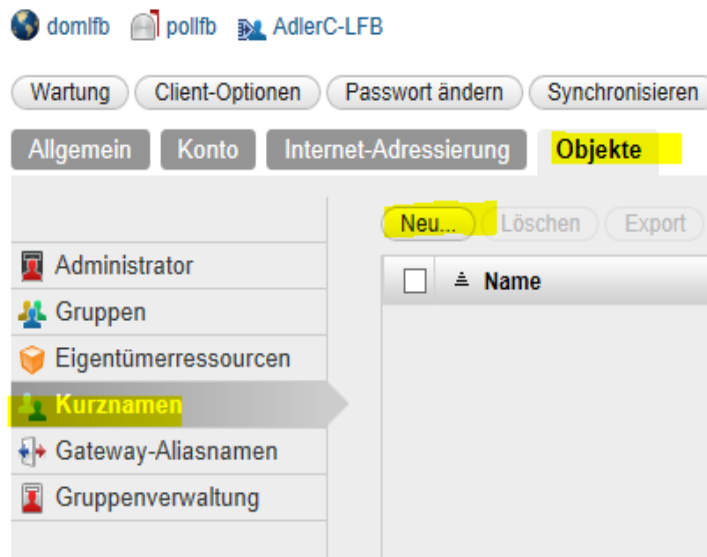 domlfb pollfb AdlerC-LFB
Wartung Client-Optionen Passwort ändern Synchronisieren
Allgemein Konto Internet-Adressierung Objekte
Neu... Löschen Export
Name
Administrator
Gruppen
Eigentümerressourcen
Kurznamen
Gateway-Aliasnamen
Gruppenverwaltung